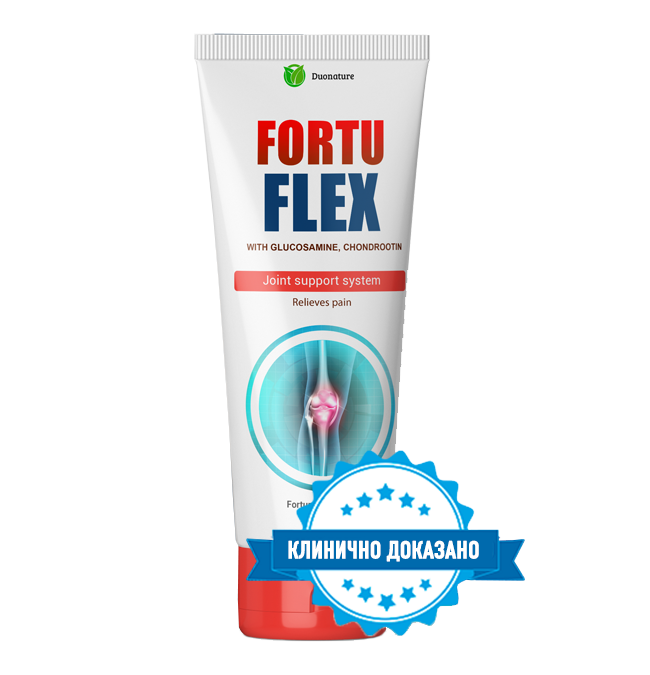 Duonature
FORTU
FLEX
WITH GLUCOSAMINE, CHONDROOTIN
Joint support system
Relieves pain
КЛИНИЧНО ДОКАЗАНО